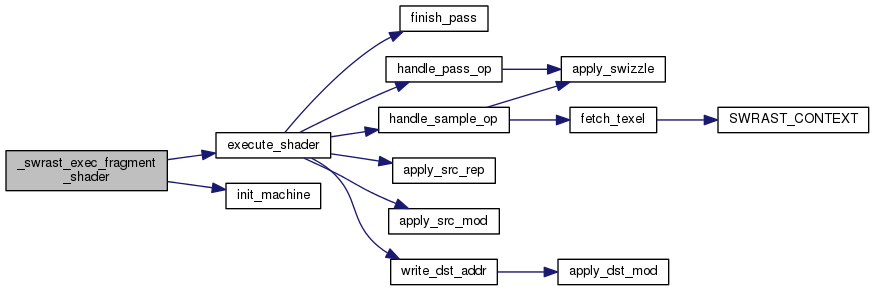 finish_pass
handle_pass_op
apply_swizzle
handle_sample_op
fetch_texel
SWRAST_CONTEXT
execute_shader
_swrast_exec_fragment
_shader
apply_src_rep
init_machine
apply_src_mod
write_dst_addr
apply_dst_mod